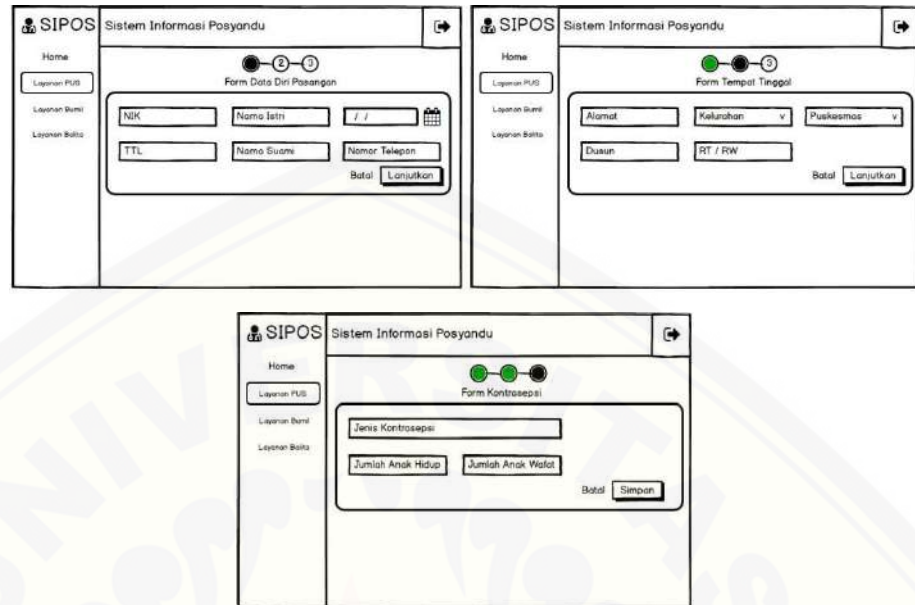 SIPOS Sistem Informasi Posyandu
Home
Layanan PUS
Layanan Bumil
Layanan Balita
2 3
Form Data Diri Pasangan
NIK Nama Istri / /
TTL Nama Suami Nomor Telepon
Batal Lanjutkan
SIPOS Sistem Informasi Posyandu
Home
Layanan PUS
Layanan Bumil
Layanan Balita
3
Form Tempat Tinggal
Alamat Kelurahan v Puskesmas v
Dusun RT / RW
Batal Lanjutkan
SIPOS Sistem Informasi Posyandu
Home
Layanan PUS
Layanan Bumil
Layanan Balita
Form Kontrasepsi
Jenis Kontrasepsi
Jumlah Anak Hidup Jumlah Anak Wafat
Batal Simpan
UNIVERSITAS